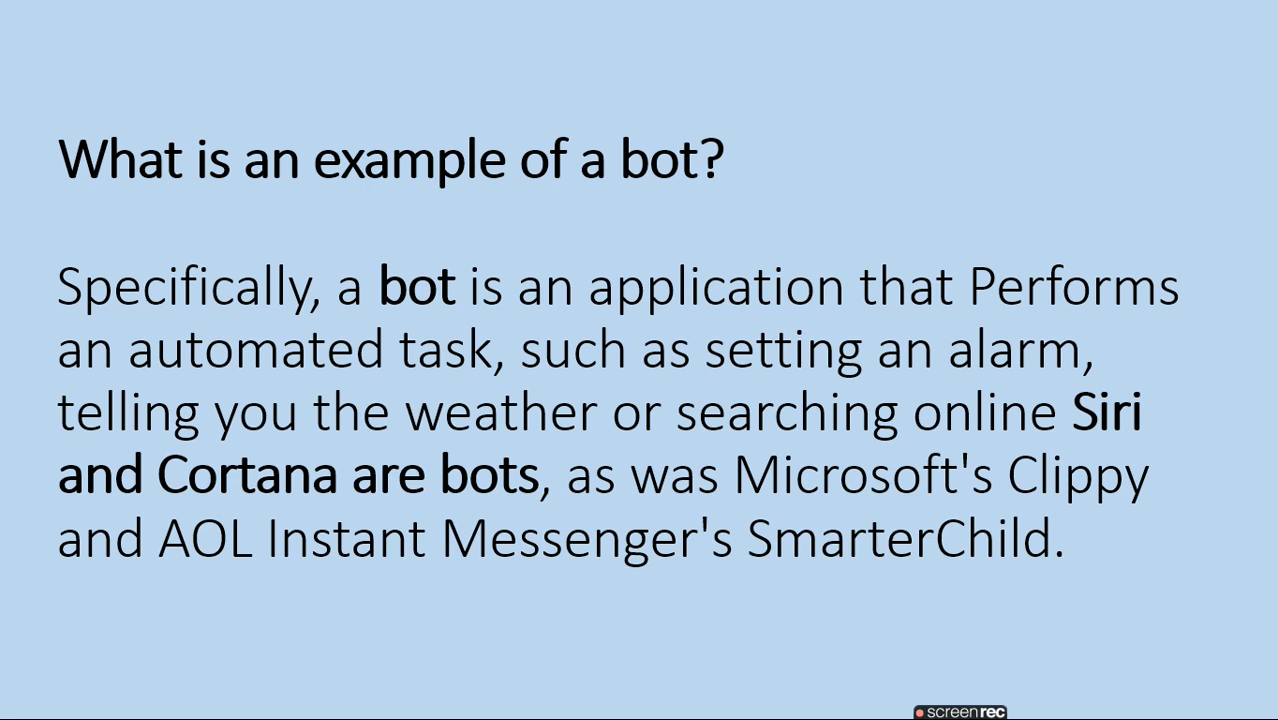 What is an example of a bot?
Specifically, a bot is an application that Performs
an automated task, such as setting an alarm,
telling you the weather or searching online Siri
and Cortana are bots, as was Microsoft's Clippy
and AOL Instant Messenger's SmarterChild.
screenrec